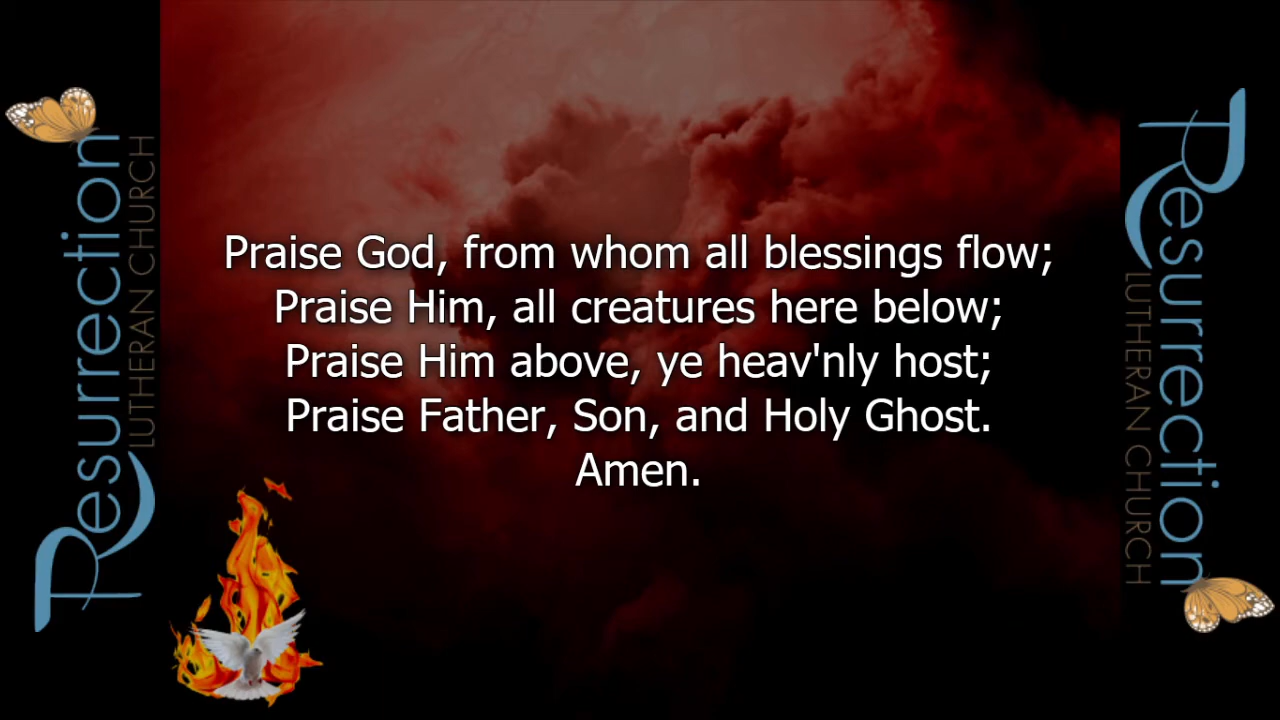 Resurrection
LUTHERAN CHURCH
Praise God, from whom all blessings flow;
Praise Him, all creatures here below;
Praise Him above, ye heav'nly host;
Praise Father, Son, and Holy Ghost.
Amen.
Resurrection
LUTHERAN CHURCH